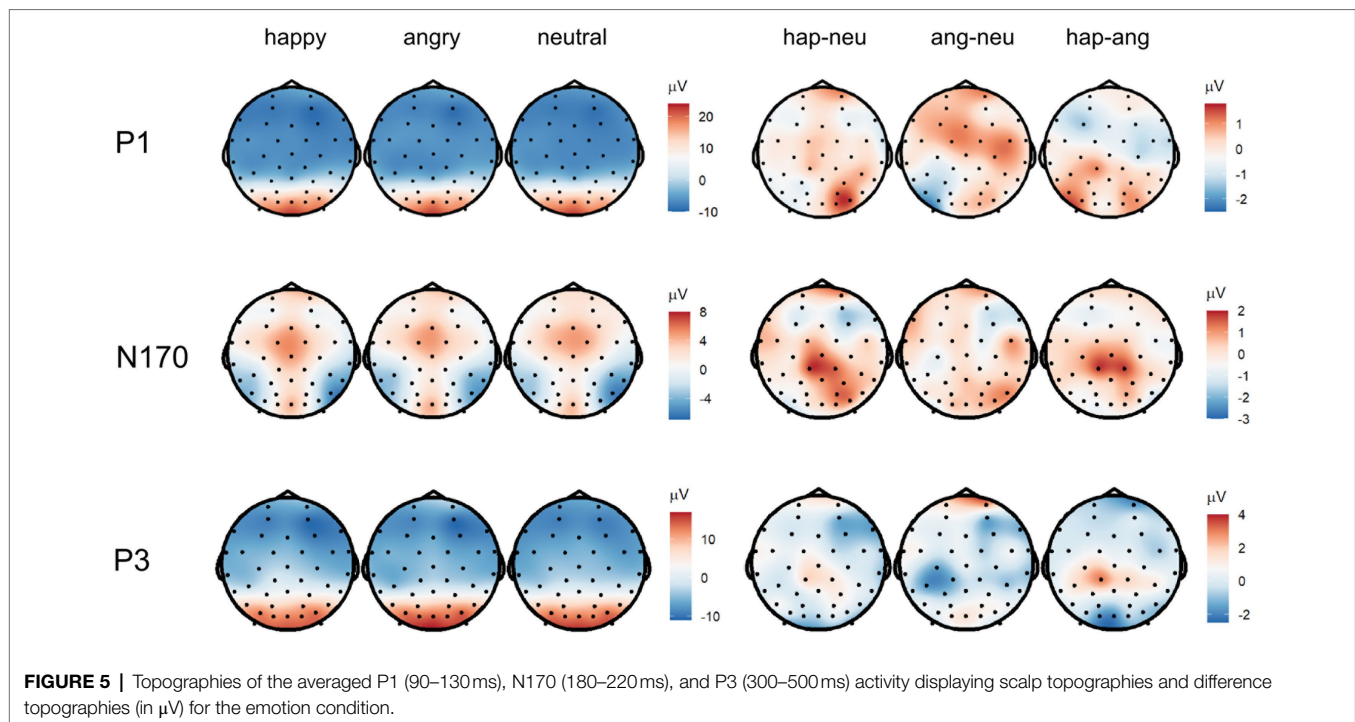 happy angry neutral hap-neu ang-neu hap-ang
P1
µV
20
10
0
-10
µV
1
0
-1
-2
N170
µV
8
4
0
-4
µV
2
1
0
-1
-2
-3
P3
µV
10
0
-10
µV
4
2
0
-2
FIGURE 5 | Topographies of the averaged P1 (90–130 ms), N170 (180–220 ms), and P3 (300–500 ms) activity displaying scalp topographies and difference
topographies (in µV) for the emotion condition.